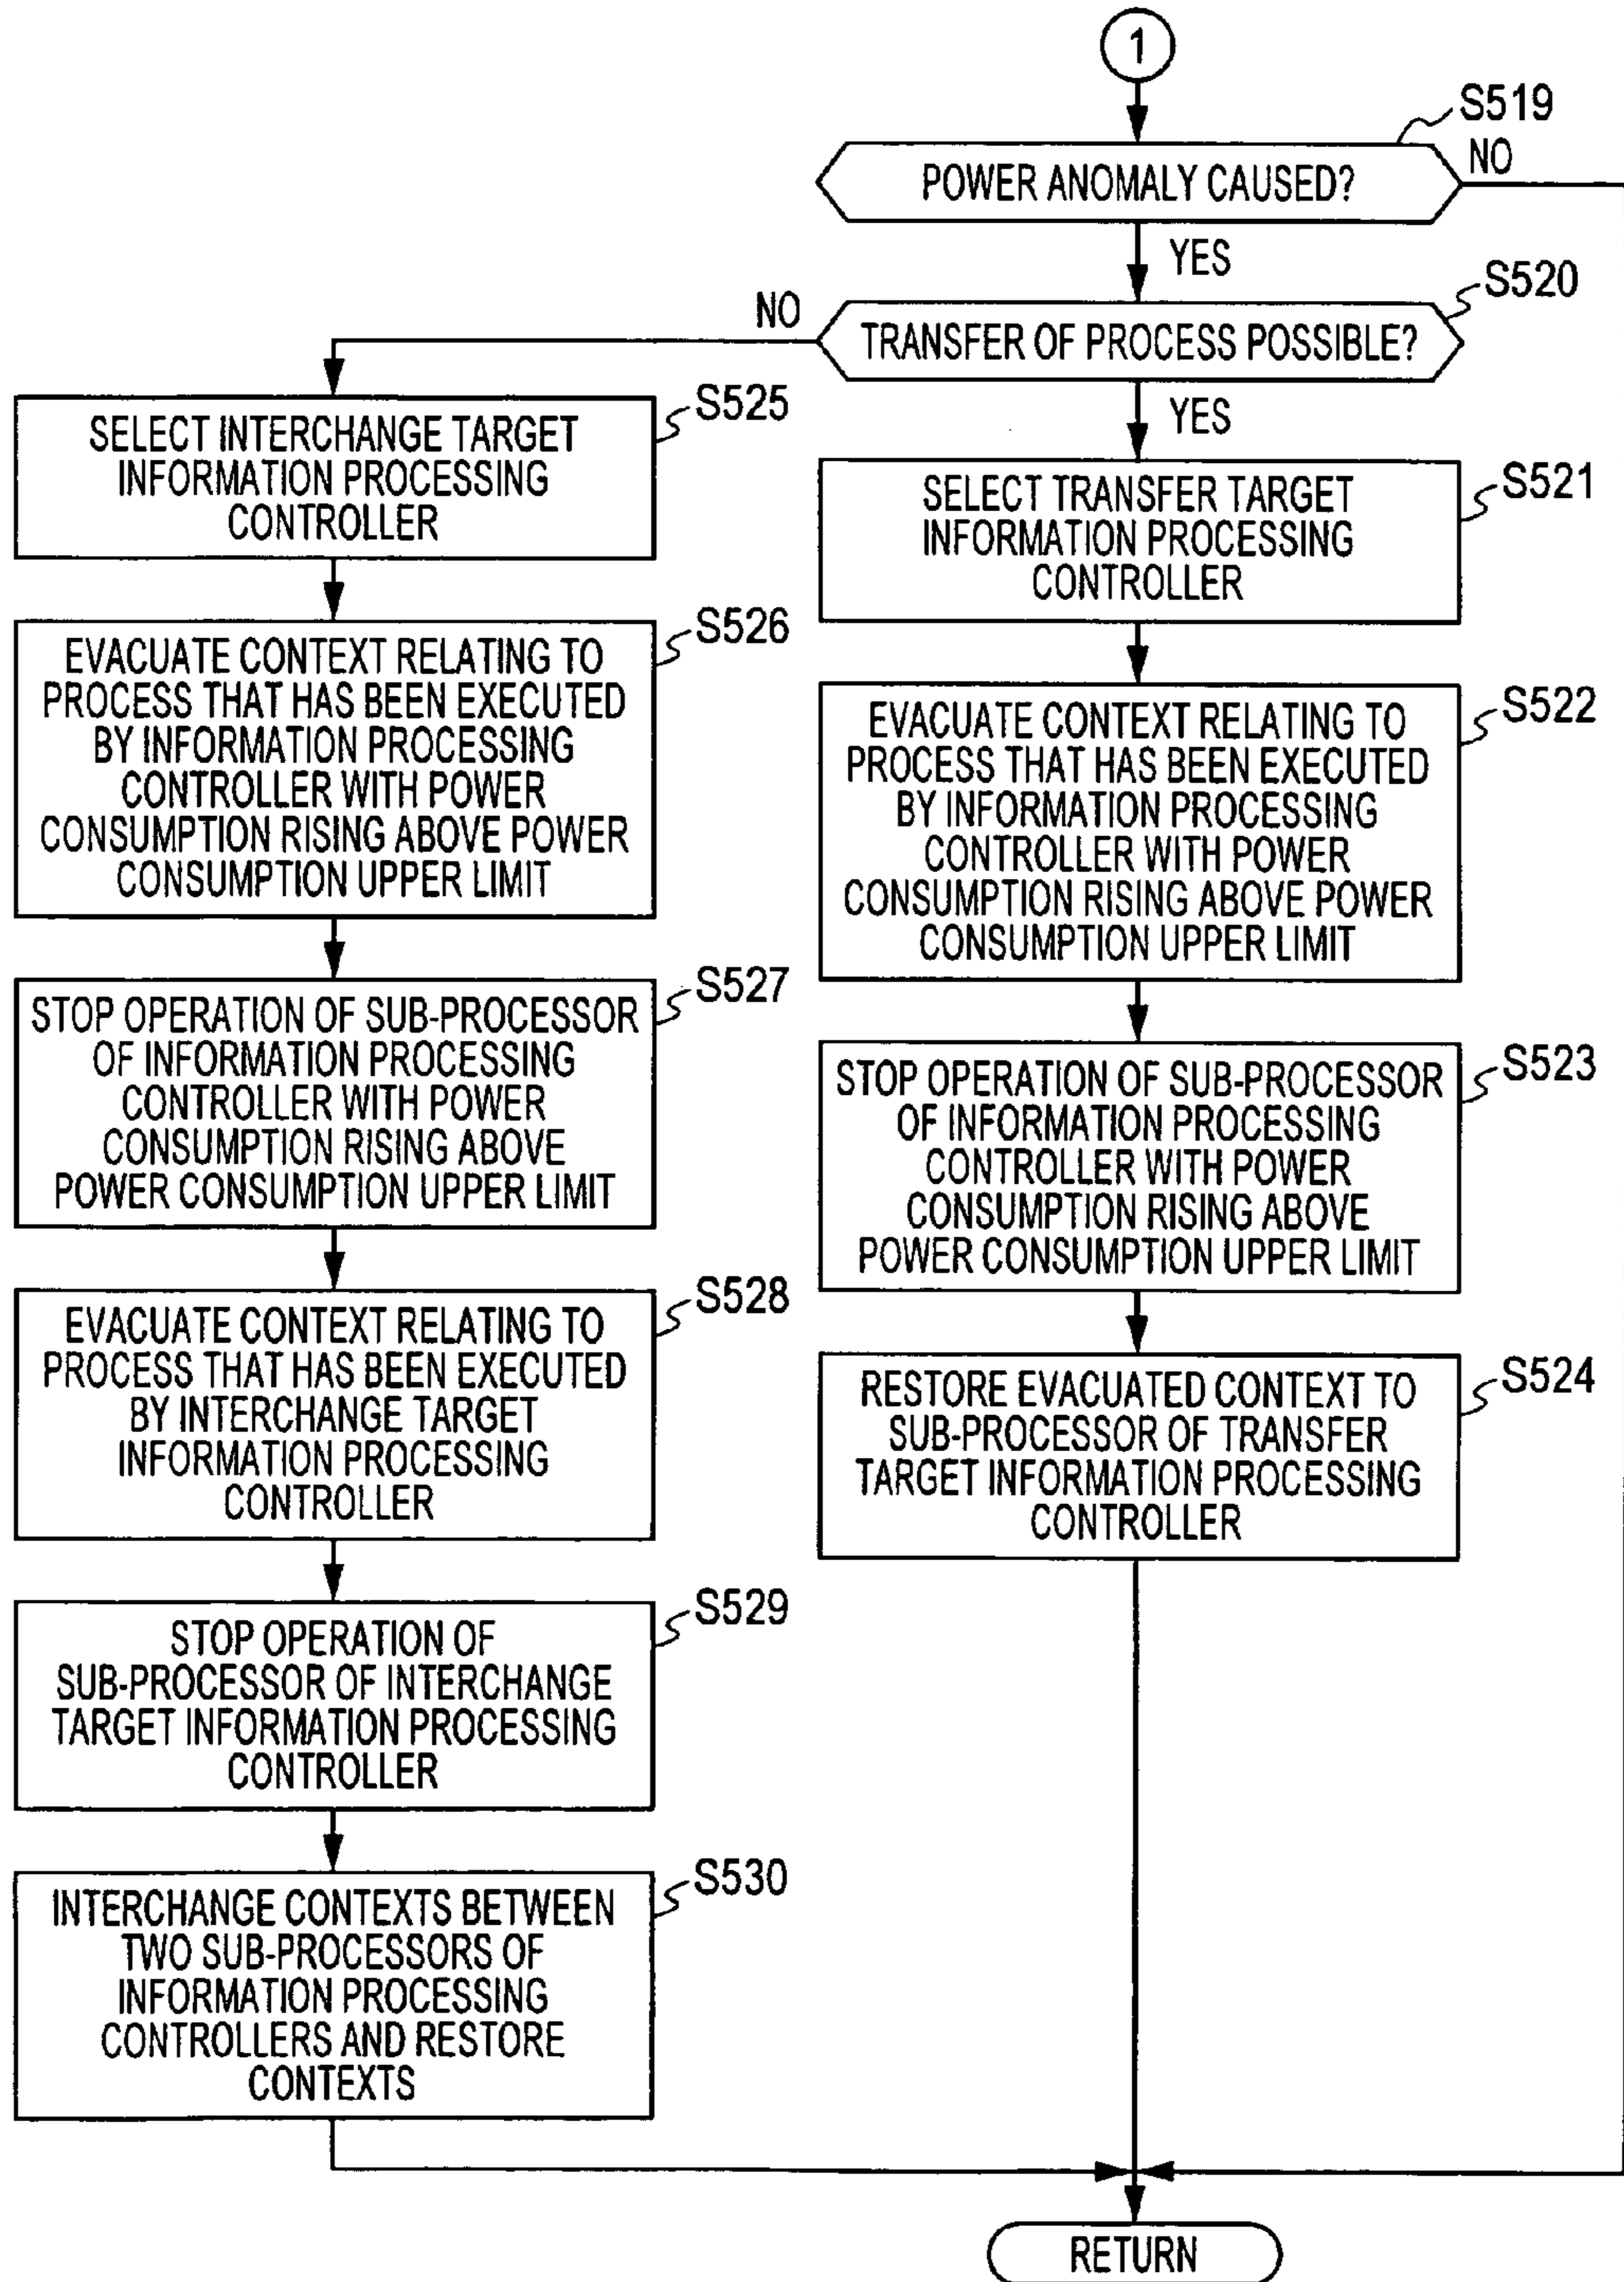 1
S519
POWER ANOMALY CAUSED?
NO
YES
S520
TRANSFER OF PROCESS POSSIBLE?
NO
YES
S521
SELECT TRANSFER TARGET
INFORMATION PROCESSING
CONTROLLER
S522
EVACUATE CONTEXT RELATING TO
PROCESS THAT HAS BEEN EXECUTED
BY INFORMATION PROCESSING
CONTROLLER WITH POWER
CONSUMPTION RISING ABOVE POWER
CONSUMPTION UPPER LIMIT
S523
STOP OPERATION OF SUB-PROCESSOR
OF INFORMATION PROCESSING
CONTROLLER WITH POWER
CONSUMPTION RISING ABOVE
POWER CONSUMPTION UPPER LIMIT
S524
RESTORE EVACUATED CONTEXT TO
SUB-PROCESSOR OF TRANSFER
TARGET INFORMATION PROCESSING
CONTROLLER
S525
SELECT INTERCHANGE TARGET
INFORMATION PROCESSING
CONTROLLER
S526
EVACUATE CONTEXT RELATING TO
PROCESS THAT HAS BEEN EXECUTED
BY INFORMATION PROCESSING
CONTROLLER WITH POWER
CONSUMPTION RISING ABOVE POWER
CONSUMPTION UPPER LIMIT
S527
STOP OPERATION OF SUB-PROCESSOR
OF INFORMATION PROCESSING
CONTROLLER WITH POWER
CONSUMPTION RISING ABOVE
POWER CONSUMPTION UPPER LIMIT
S528
EVACUATE CONTEXT RELATING TO
PROCESS THAT HAS BEEN EXECUTED
BY INTERCHANGE TARGET
INFORMATION PROCESSING
CONTROLLER
S529
STOP OPERATION OF
SUB-PROCESSOR OF INTERCHANGE
TARGET INFORMATION PROCESSING
CONTROLLER
S530
INTERCHANGE CONTEXTS BETWEEN
TWO SUB-PROCESSORS OF
INFORMATION PROCESSING
CONTROLLERS AND RESTORE
CONTEXTS
RETURN